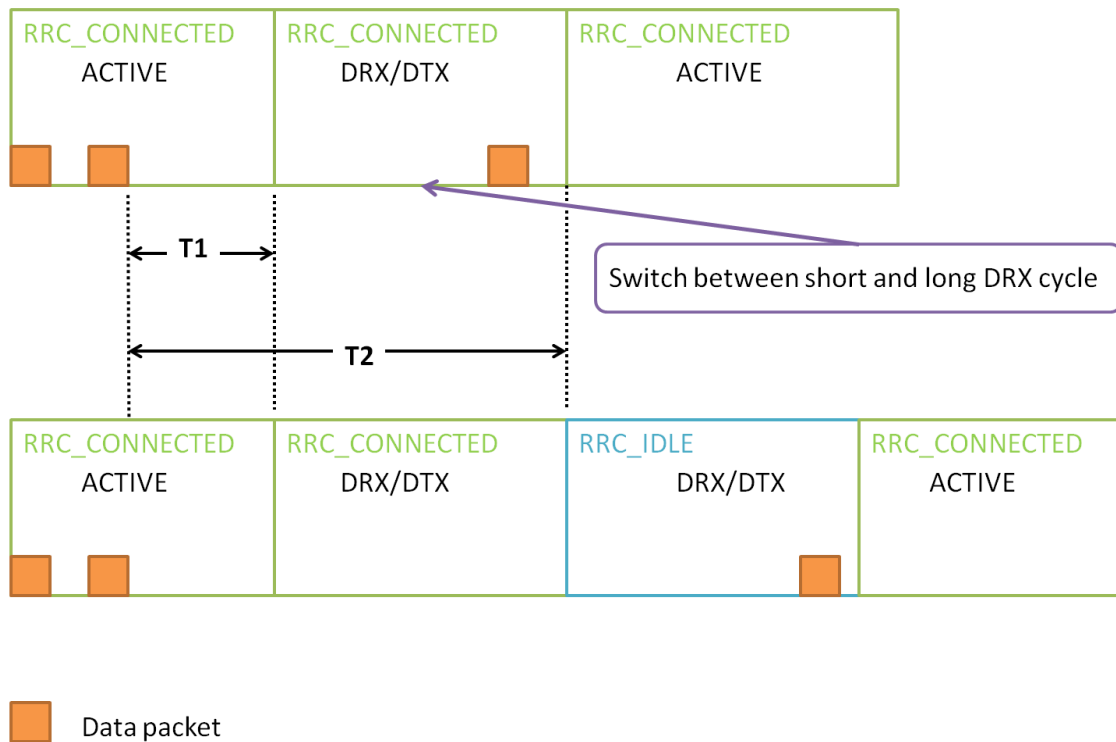 RRC_CONNECTED RRC_CONNECTED RRC_CONNECTED
ACTIVE DRX/DTX ACTIVE
T1
Switch between short and long DRX cycle
T2
RRC_CONNECTED RRC_CONNECTED RRC_IDLE RRC_CONNECTED
ACTIVE DRX/DTX DRX/DTX ACTIVE
Data packet